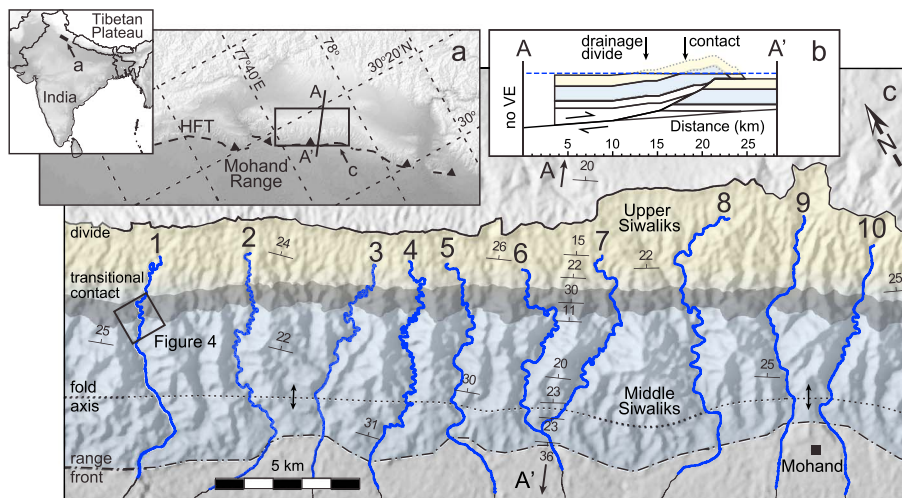 Tibetan
Plateau
a
India
a
77°40'E
78°
30°20'N
30°
A
HFT
A'
Mohand
Range
c
drainage
divide
contact
A
A'
b
no VE
Distance (km)
5 10 15 20 25
c
N
A
20
divide
Upper
Siwaliks
1
2
3
4
5
6
7
8
9
10
24
26
15
22
22
30
11
25
transitional
contact
25
Figure 4
22
30
20
23
23
25
31
36
fold
axis
Middle
Siwaliks
range
front
5 km
A'
Mohand